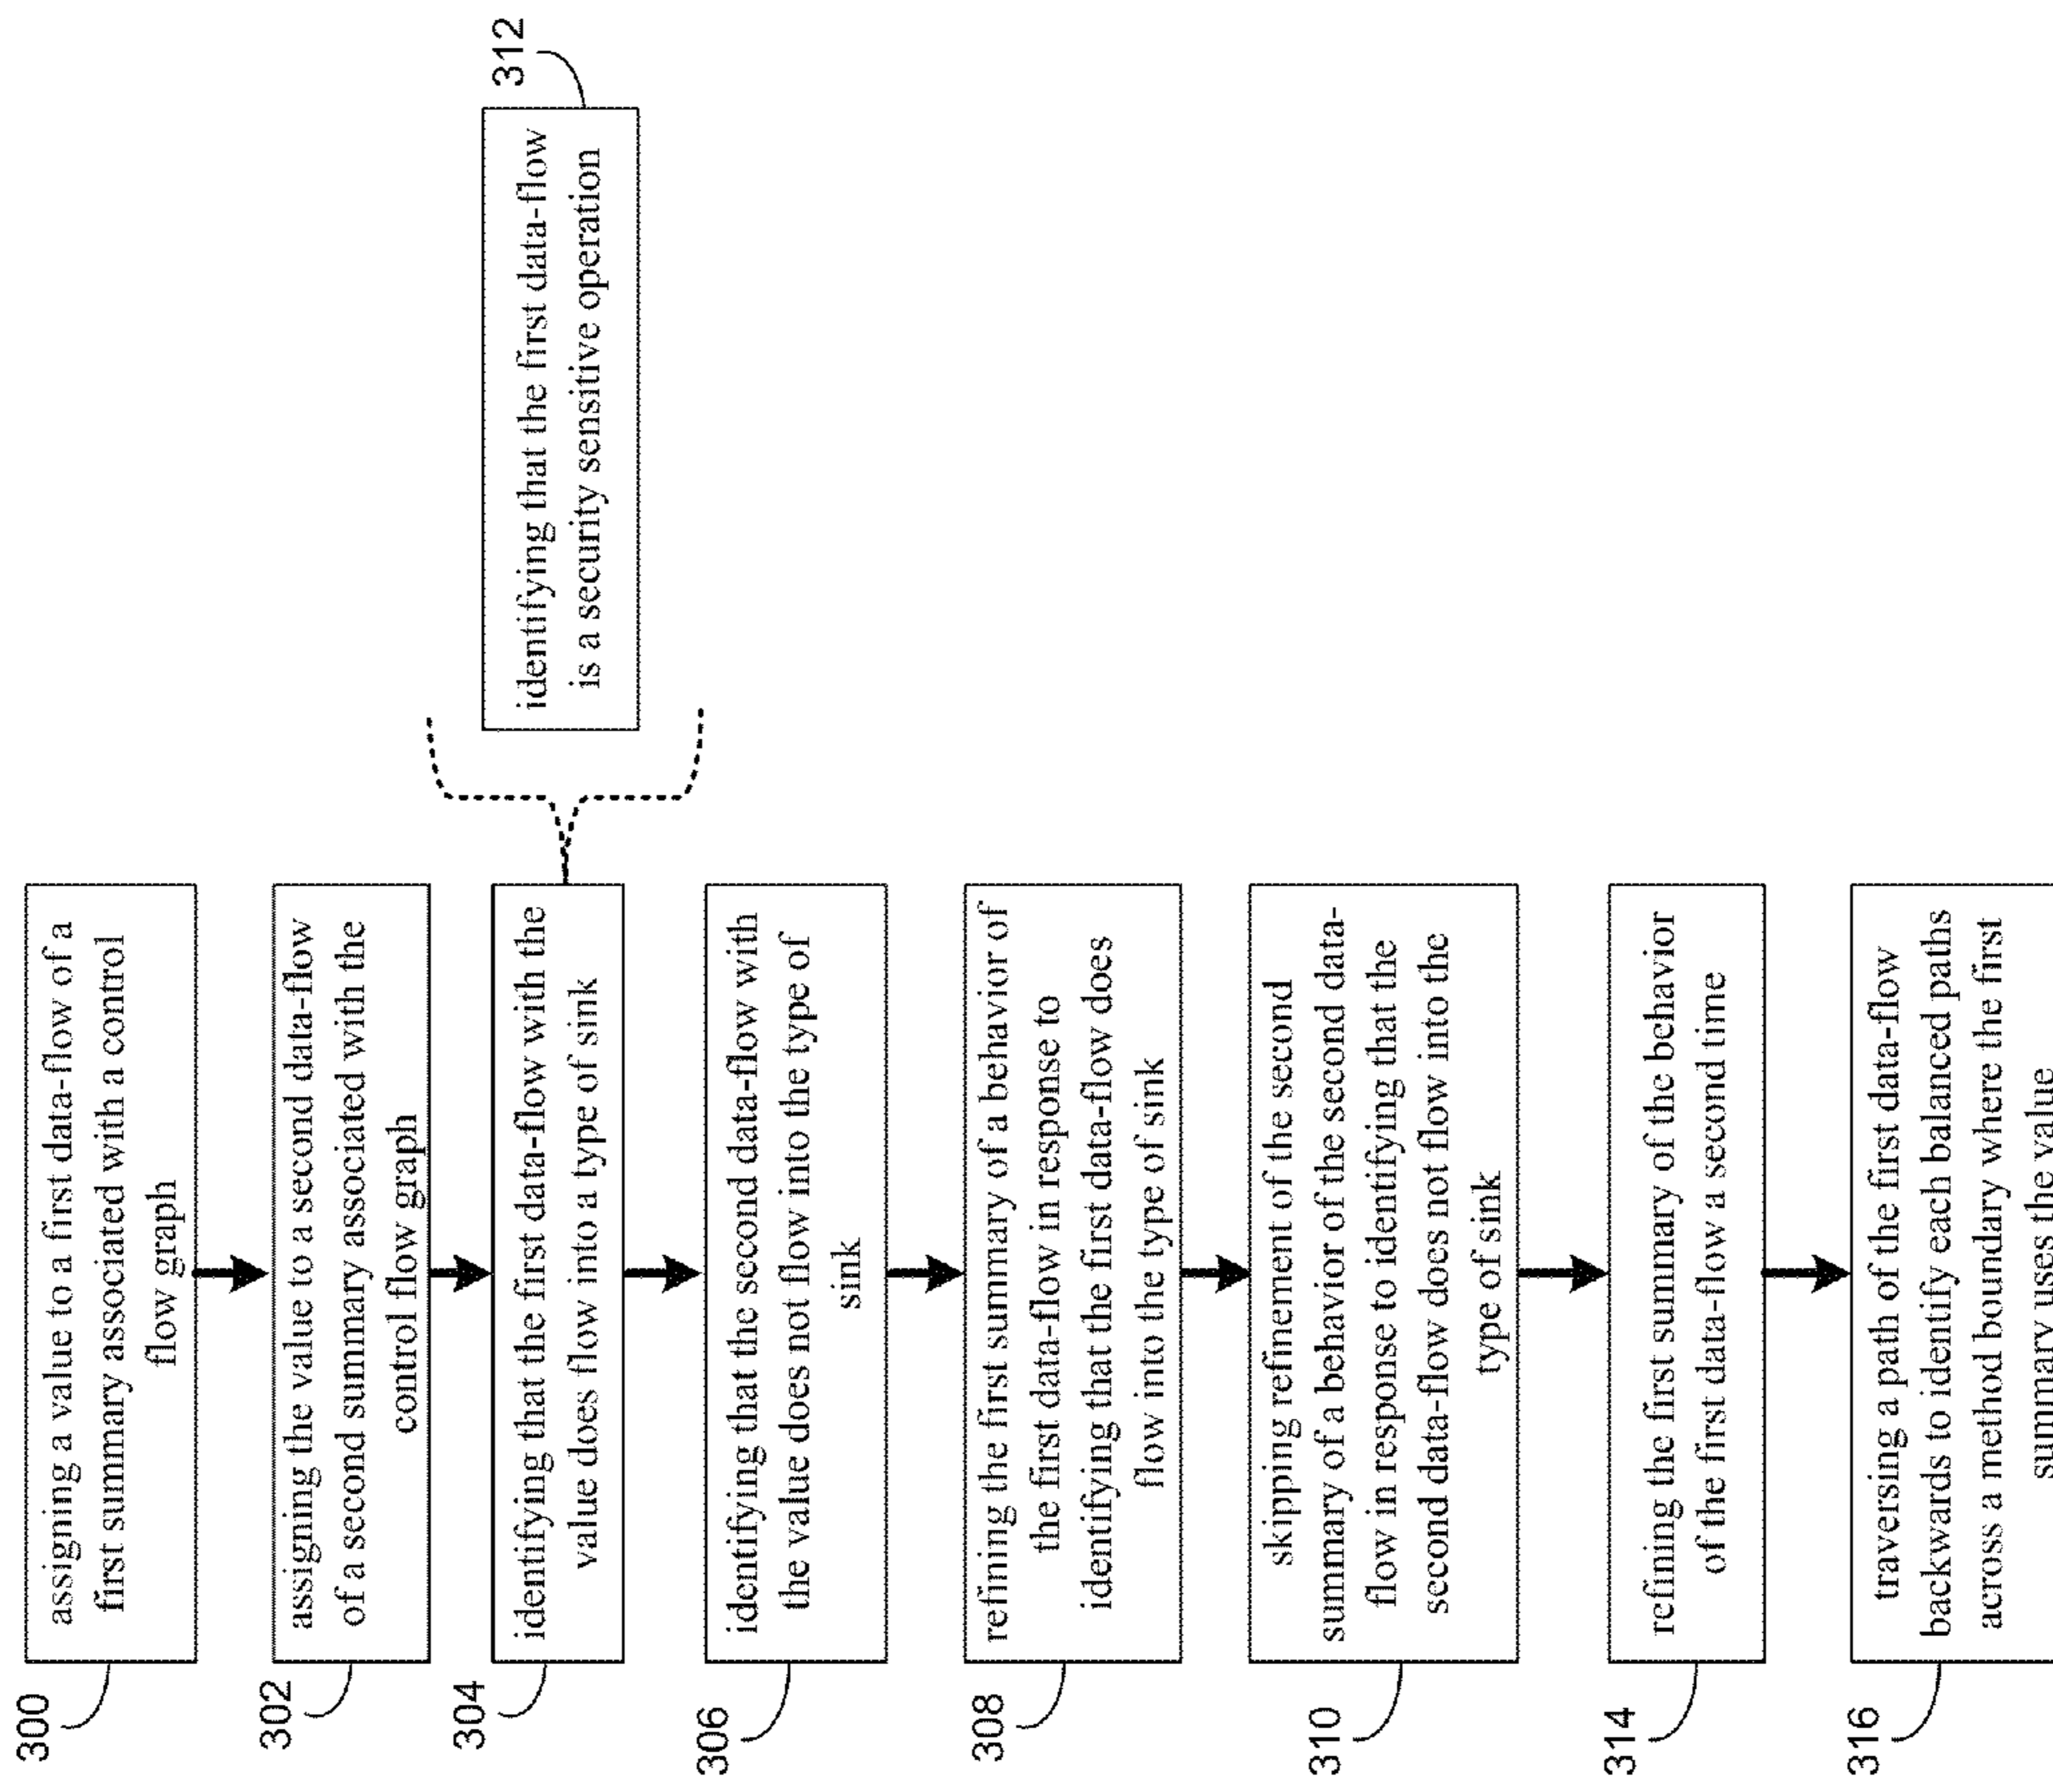 300
assigning a value to a first data-flow of a
first summary associated with a control
flow graph
302
assigning the value to a second data-flow
of a second summary associated with the
control flow graph
304
identifying that the first data-flow with the
value does flow into a type of sink
312
identifying that the first data-flow
is a security sensitive operation
306
identifying that the second data-flow with
the value does not flow into the type of
sink
308
refining the first summary of a behavior of
the first data-flow in response to
identifying that the first data-flow does
flow into the type of sink
310
skipping refinement of the second
summary of a behavior of the second data-
flow in response to identifying that the
second data-flow does not flow into the
type of sink
314
refining the first summary of the behavior
of the first data-flow a second time
316
traversing a path of the first data-flow
backwards to identify each balanced paths
across a method boundary where the first
summary uses the value